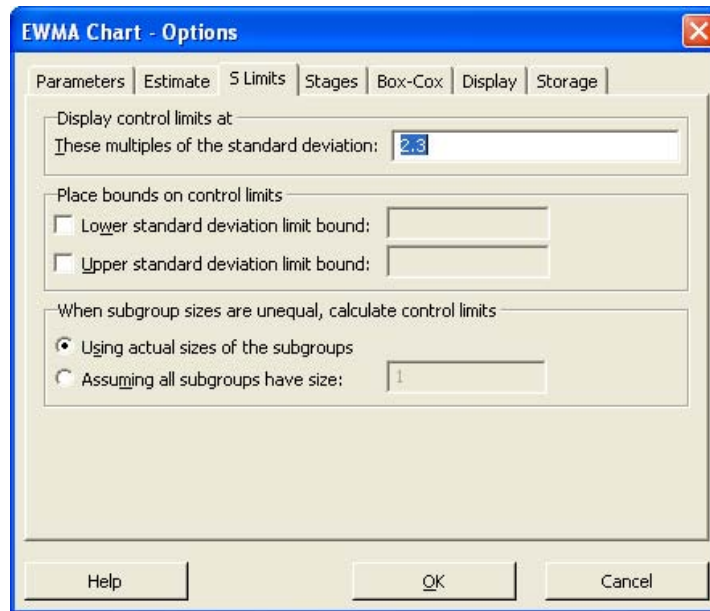 EWMA Chart - Options
Parameters Estimate S Limits Stages Box-Cox Display Storage
Display control limits at
These multiples of the standard deviation: 2.3
Place bounds on control limits
Lower standard deviation limit bound:
Upper standard deviation limit bound:
When subgroup sizes are unequal, calculate control limits
Using actual sizes of the subgroups
Assuming all subgroups have size: 1
Help OK Cancel